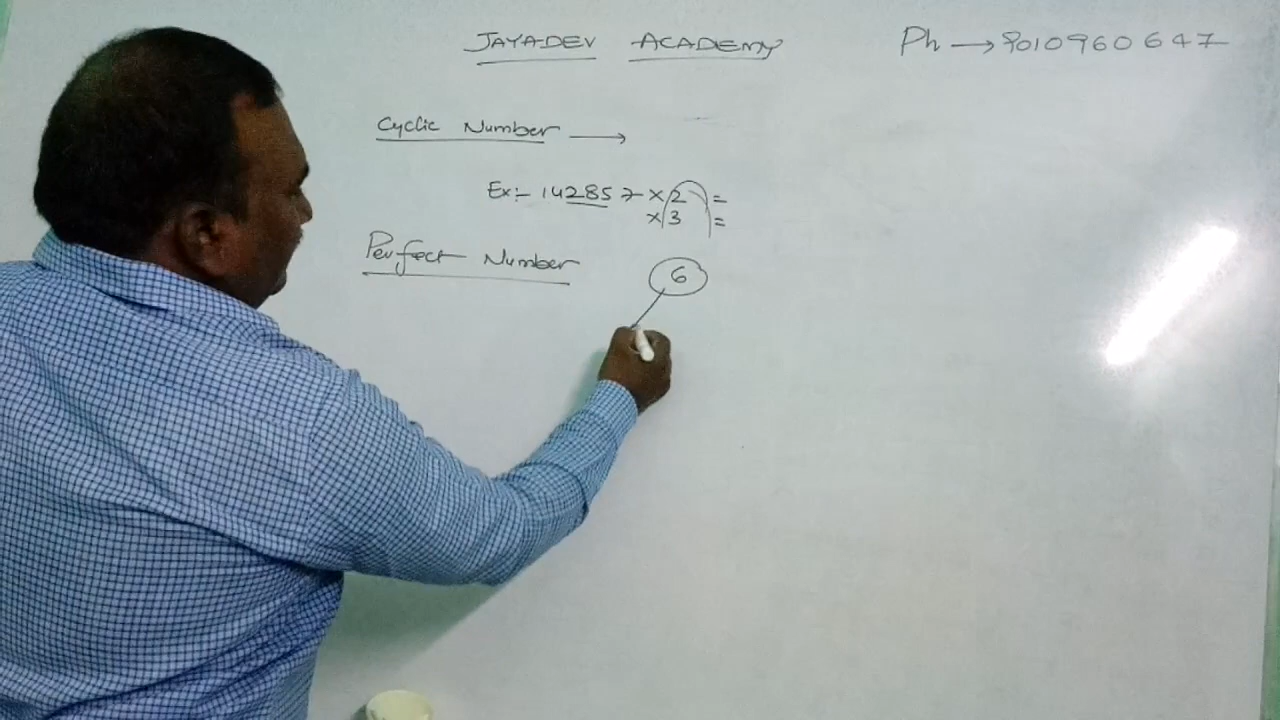 JAYADEV ACADEMY Ph → 9010960647
Cyclic Number →
Ex:- 142857 × 2 =
× 3 =
Perfect Number 6